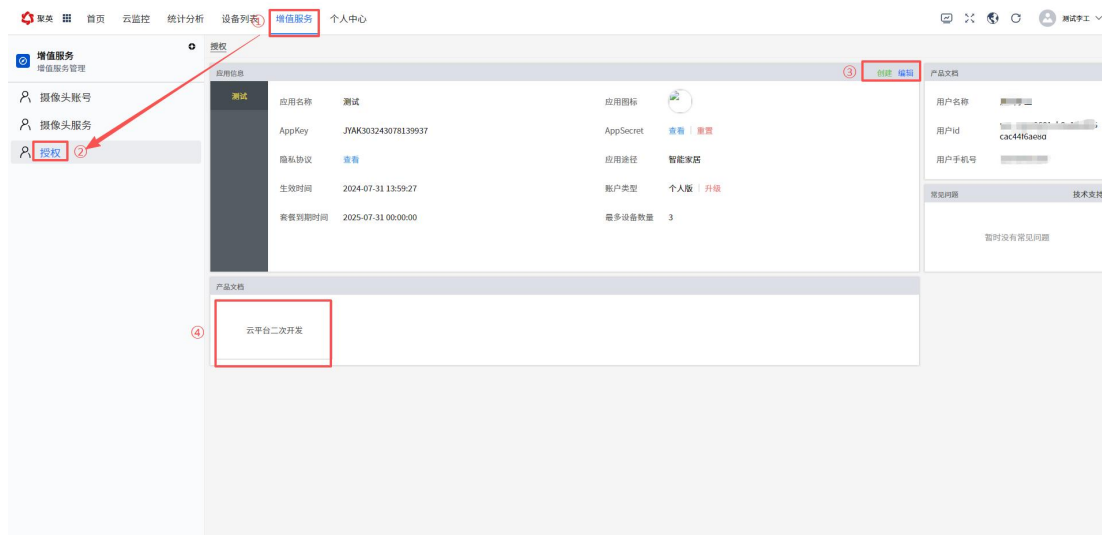 聚英 首页 云监控 统计分析 设备列表 ① 增值服务 个人中心 测试李工
增值服务
增值服务管理
摄像头账号
摄像头服务
授权 ②
授权
应用信息 ③ 创建 编辑
测试
应用名称 测试 应用图标
AppKey JYAK303243078139937 AppSecret 查看 | 重置
隐私协议 查看 应用途径 智能家居
生效时间 2024-07-31 13:59:27 账户类型 个人版 | 升级
套餐到期时间 2025-07-31 00:00:00 最多设备数量 3
产品文档
④ 云平台二次开发
产品文档
用户名称
用户id
cac44f6ae8d
用户手机号
常见问题 技术支持
暂时没有常见问题